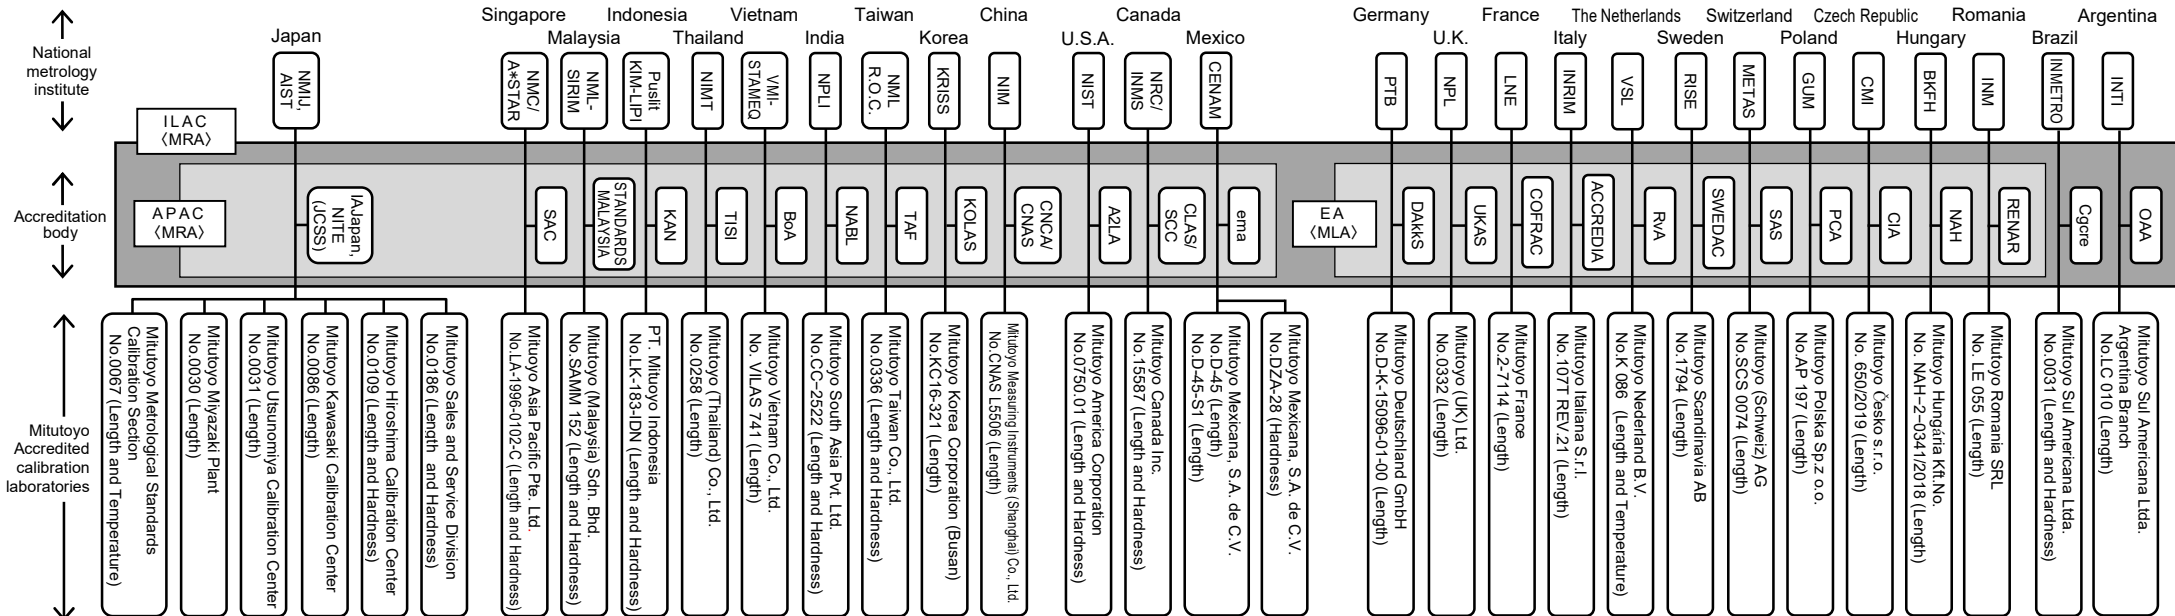 Singapore
Indonesia
Vietnam
Taiwan
China
Canada
Germany
France
The Netherlands
Switzerland
Czech Republic
Romania
Argentina
Japan
Malaysia
Thailand
India
Korea
U.S.A.
Mexico
U.K.
Italy
Sweden
Poland
Hungary
Brazil
National
metrology
institute
NMIJ,
AIST
NMC/
A*STAR
NML-
SIRIM
Puslit
KIM-LIPI
NIMT
VMI-
STAMEQ
NPLI
NML
R.O.C.
KRISS
NIM
NIST
NRC/
INMS
CENAM
PTB
NPL
LNE
INRIM
VSL
RISE
METAS
GUM
CMI
BKFH
INM
INMETRO
INTI
ILAC
〈MRA〉
Accreditation
body
APAC
〈MRA〉
IAJapan,
NITE
(JCSS)
SAC
STANDARDS
MALAYSIA
KAN
TISI
BoA
NABL
TAF
KOLAS
CNCA/
CNAS
A2LA
CLAS/
SCC
ema
EA
〈MLA〉
DAkkS
UKAS
COFRAC
ACCREDIA
RvA
SWEDAC
SAS
PCA
CIA
NAH
RENAR
Cgcre
OAA
Mitutoyo
Accredited
calibration
laboratories
Mitutoyo Metrological Standards
Calibration Section
No.0067 (Length and Temperature)
Mitutoyo Miyazaki Plant
No.0030 (Length)
Mitutoyo Utsunomiya Calibration Center
No.0031 (Length)
Mitutoyo Kawasaki Calibration Center
No.0086 (Length)
Mitutoyo Hiroshima Calibration Center
No.0109 (Length and Hardness)
Mitutoyo Sales and Service Division
No.0186 (Length and Hardness)
Mituoyo Asia Pacific Pte. Ltd.
No.LA-1996-0102-C (Length and Hardness)
Mitutoyo (Malaysia) Sdn. Bhd.
No.SAMM 152 (Length and Hardness)
PT. Mituoyo Indonesia
No.LK-183-IDN (Length and Hardness)
Mitutoyo (Thailand) Co., Ltd.
No.0258 (Length)
Mitutoyo Vietnam Co., Ltd.
No. VILAS 741 (Length)
Mitutoyo South Asia Pvt. Ltd.
No.CC−2522 (Length and Hardness)
Mitutoyo Taiwan Co., Ltd.
No.0336 (Length and Hardness)
Mitutoyo Korea Corporation (Busan)
No.KC16-321 (Length)
Mitutoyo Measuring Instruments (Shanghai) Co., Ltd.
No.CNAS L5506 (Length)
Mitutoyo America Corporation
No.0750.01 (Length and Hardness)
Mitutoyo Canada Inc.
No.15587 (Length and Hardness)
Mitutoyo Mexicana, S.A. de C.V.
No.D-45 (Length)
No.D-45-S1 (Length)
Mitutoyo Mexicana, S.A. de C.V.
No.DZA-28 (Hardness)
Mitutoyo Deutschland GmbH
No.D-K-15096-01-00 (Length)
Mitutoyo (UK) Ltd.
No.0332 (Length)
Mitutoyo France
No.2-7114 (Length)
Mitutoyo Italiana S.r.l.
No.107T REV.21 (Length)
Mitutoyo Nederland B.V.
No.K 086 (Length and Temperature)
Mitutoyo Scandinavia AB
No.1794 (Length)
Mitutoyo (Schweiz) AG
No.SCS 0074 (Length)
Mitutoyo Polska Sp.z o.o.
No.AP 197 (Length)
Mitutoyo Česko s.r.o.
No. 650/2019 (Length)
Mitutoyo Hungária Kft.No.
No. NAH−2−0341/2018 (Length)
Mitutoyo Romania SRL
No. LE 055 (Length)
Mitutoyo Sul Americana Ltda.
No.0031 (Length and Hardness)
Mitutoyo Sul Americana Ltda.
Argentina Branch
No.LC 010 (Length)